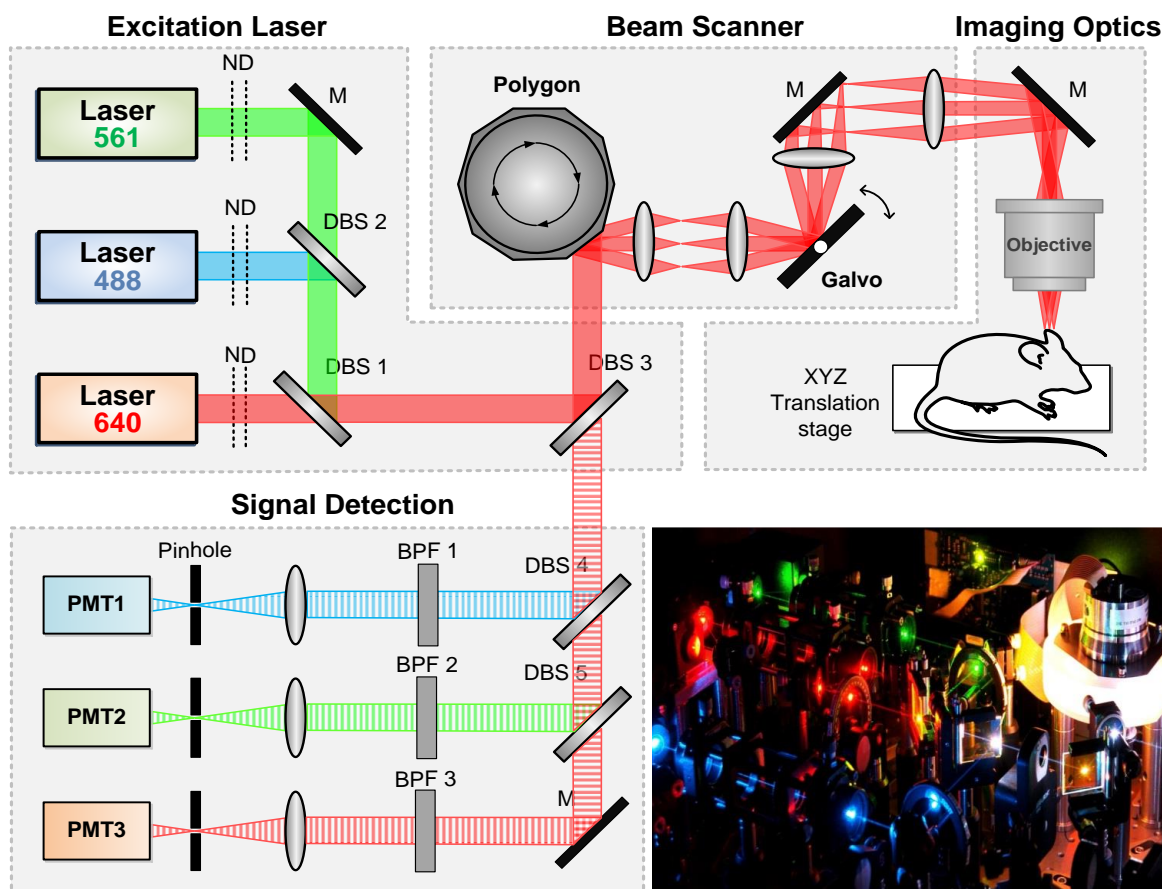 Excitation Laser
Beam Scanner
Imaging Optics
ND
M
Laser
561
DBS 2
ND
Laser
488
ND
DBS 1
Laser
640
DBS 3
Polygon
M
Galvo
M
Objective
XYZ
Translation
stage
Signal Detection
Pinhole
BPF 1
DBS 4
PMT1
BPF 2
DBS 5
PMT2
BPF 3
M
PMT3